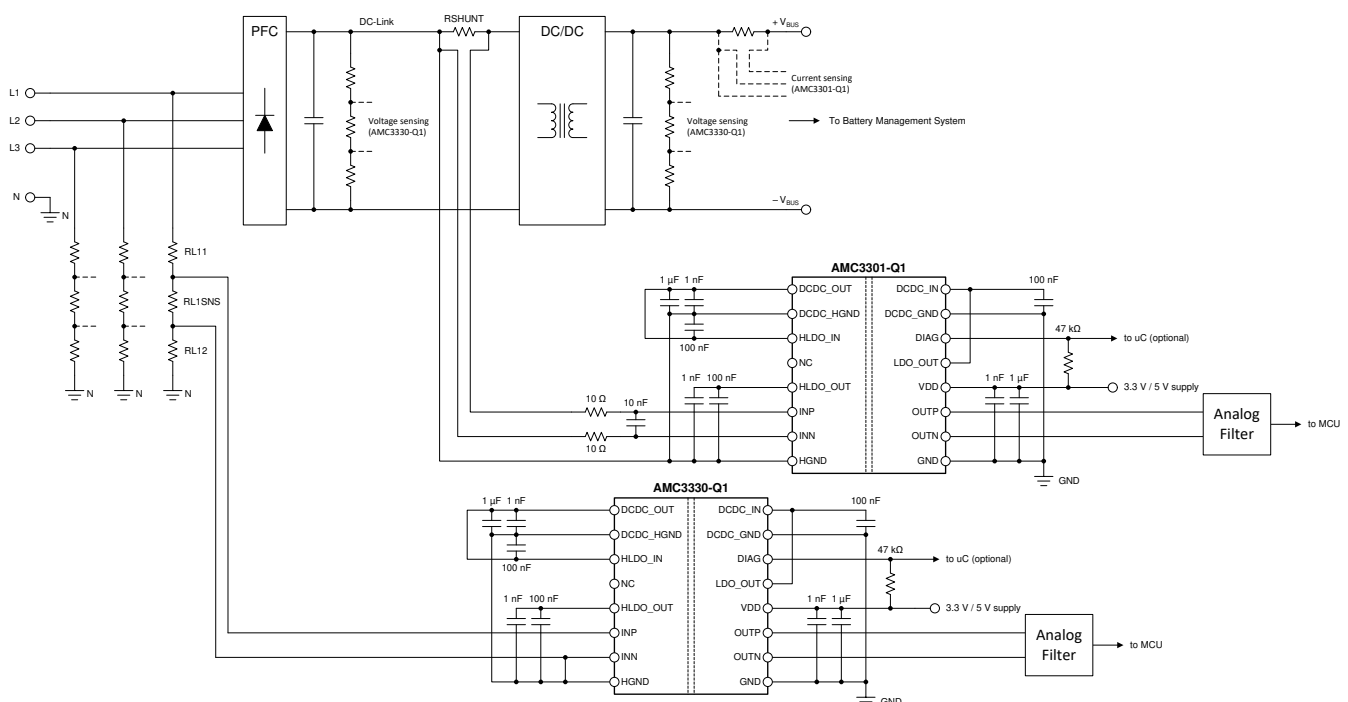 PFC
DC-Link
RSHUNT
DC/DC
+ VBUS
Current sensing
(AMC3301-Q1)
L1
L2
L3
N
N
Voltage sensing
(AMC3330-Q1)
Voltage sensing
(AMC3330-Q1)
To Battery Management System
– VBUS
RL11
RL1SNS
RL12
N
N
N
AMC3301-Q1
1 µF 1 nF
100 nF
DCDC_OUT
DCDC_HGND
HLDO_IN
NC
HLDO_OUT
INP
INN
HGND
DCDC_IN
DCDC_GND
DIAG
LDO_OUT
VDD
OUTP
OUTN
GND
1 nF 100 nF
10 Ω
10 nF
10 Ω
100 nF
47 kΩ
to uC (optional)
1 nF 1 µF
3.3 V / 5 V supply
Analog
Filter
to MCU
GND
AMC3330-Q1
1 µF 1 nF
100 nF
DCDC_OUT
DCDC_HGND
HLDO_IN
NC
HLDO_OUT
INP
INN
HGND
DCDC_IN
DCDC_GND
DIAG
LDO_OUT
VDD
OUTP
OUTN
GND
1 nF 100 nF
100 nF
47 kΩ
to uC (optional)
1 nF 1 µF
3.3 V / 5 V supply
Analog
Filter
to MCU
GND